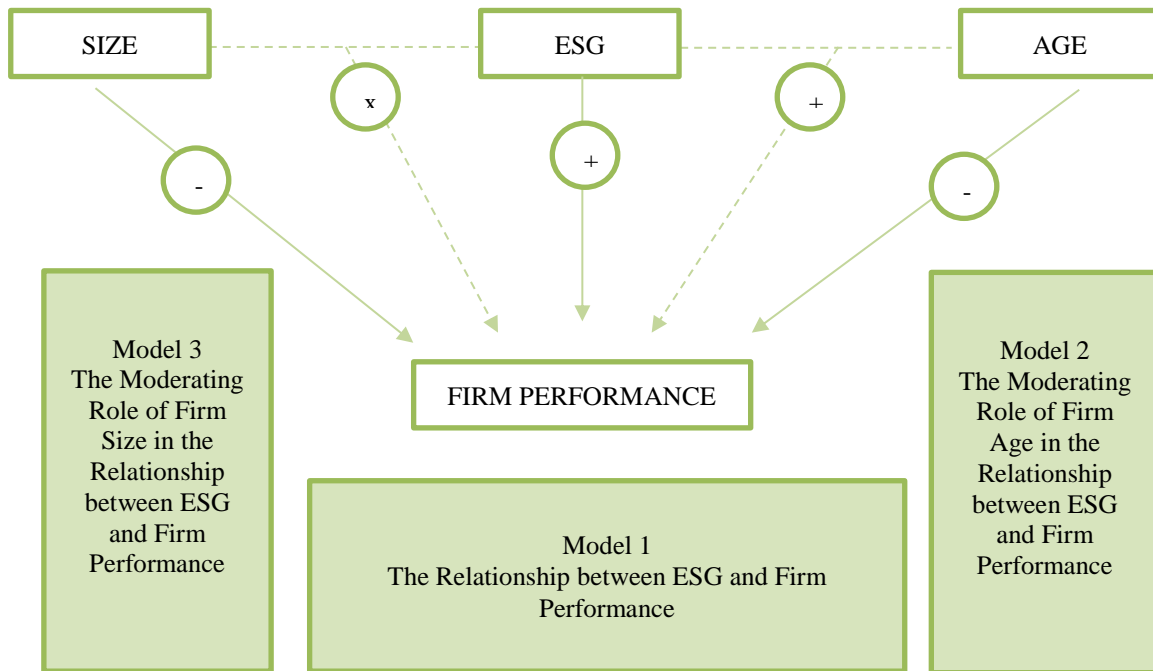 SIZE
ESG
AGE
x
+
+
-
-
Model 3
The Moderating
Role of Firm
Size in the
Relationship
between ESG
and Firm
Performance
FIRM PERFORMANCE
Model 2
The Moderating
Role of Firm
Age in the
Relationship
between ESG
and Firm
Performance
Model 1
The Relationship between ESG and Firm
Performance